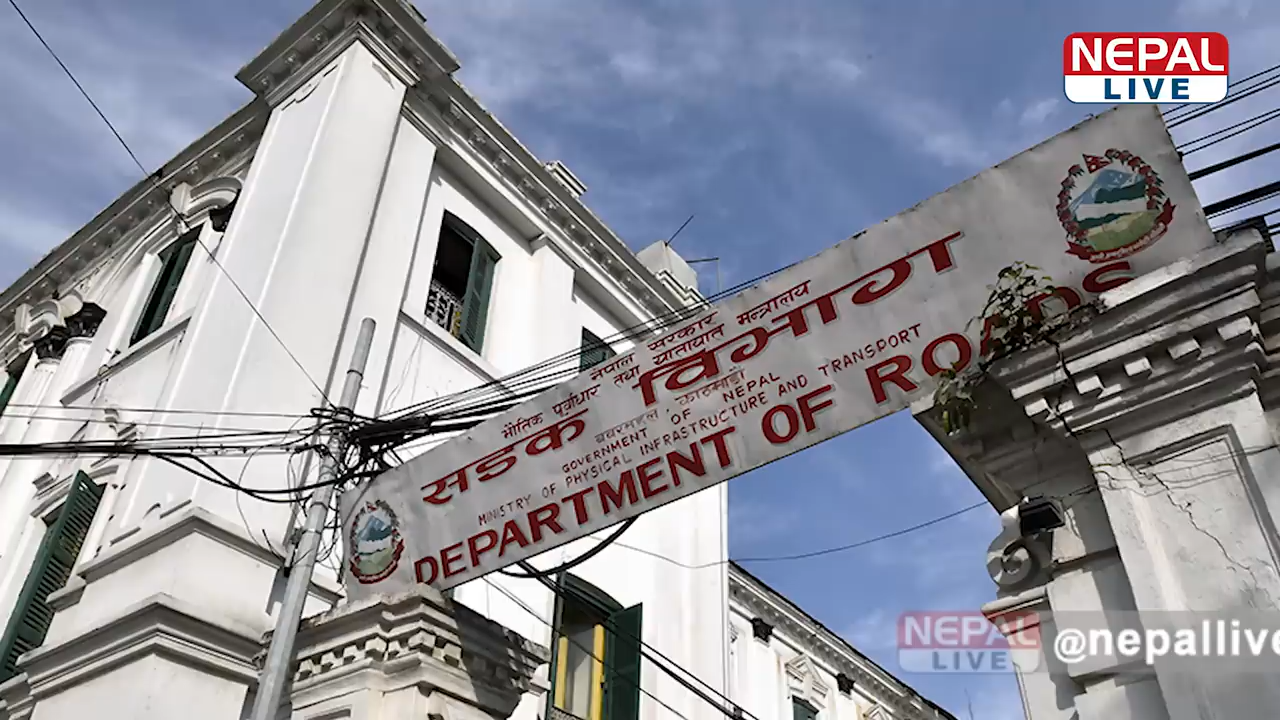 NEPAL
LIVE
नेपाल सरकार
भौतिक पूर्वाधार तथा यातायात मन्त्रालय
सडक विभाग
बबरमहल, काठमाडौं
GOVERNMENT OF NEPAL
MINISTRY OF PHYSICAL INFRASTRUCTURE AND TRANSPORT
DEPARTMENT OF ROADS
NEPAL
LIVE
@nepallive